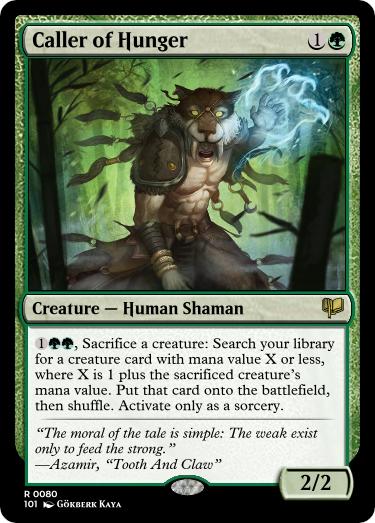 Caller of Hunger 1
Creature — Human Shaman
1, Sacrifice a creature: Search your library
for a creature card with mana value X or less,
where X is 1 plus the sacrificed creature's
mana value. Put that card onto the battlefield,
then shuffle. Activate only as a sorcery.
"The moral of the tale is simple: The weak exist
only to feed the strong."
—Azamir, "Tooth And Claw"
2/2
R 0080
101 Gökberk Kaya